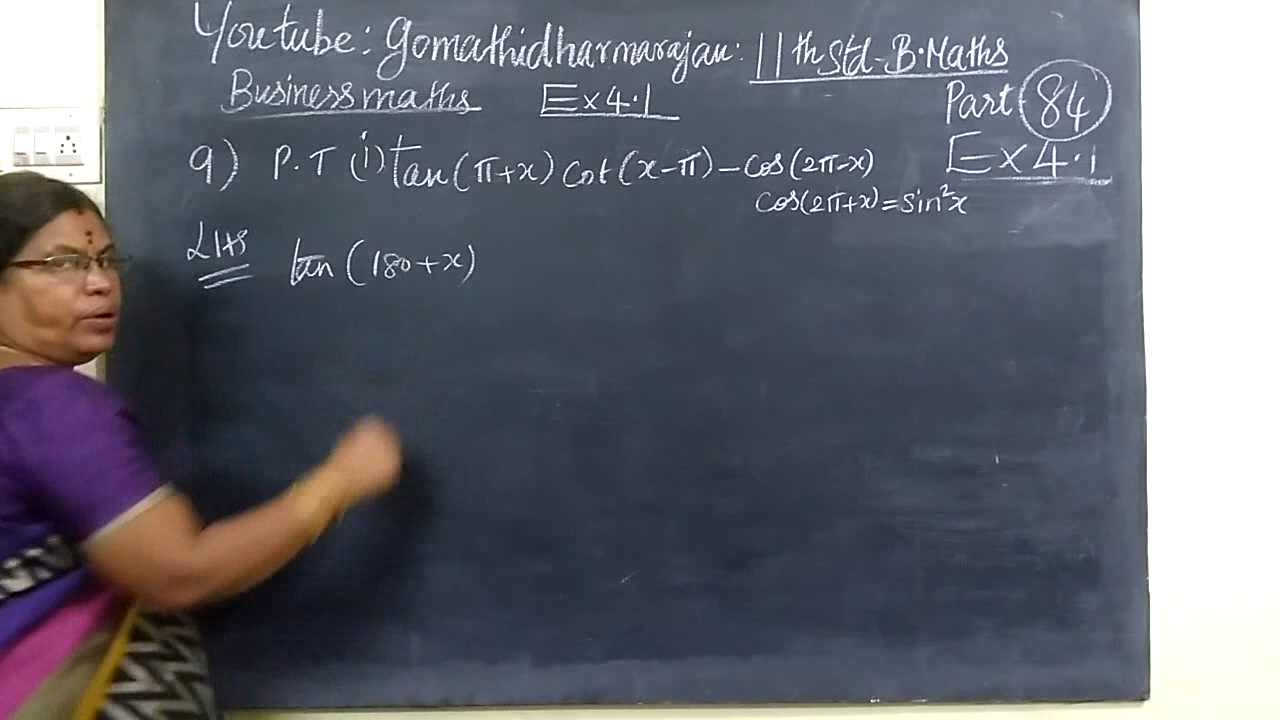 Youtube: Gomathidharmarajan: 11th Std-B.Maths
Business maths Ex 4.1 Part 84
9) P.T (i) tan(π+x) cot(x-π) - cos(2π-x) Ex 4.1
cos(2π+x) = sin²x
LHS tan (180+x)